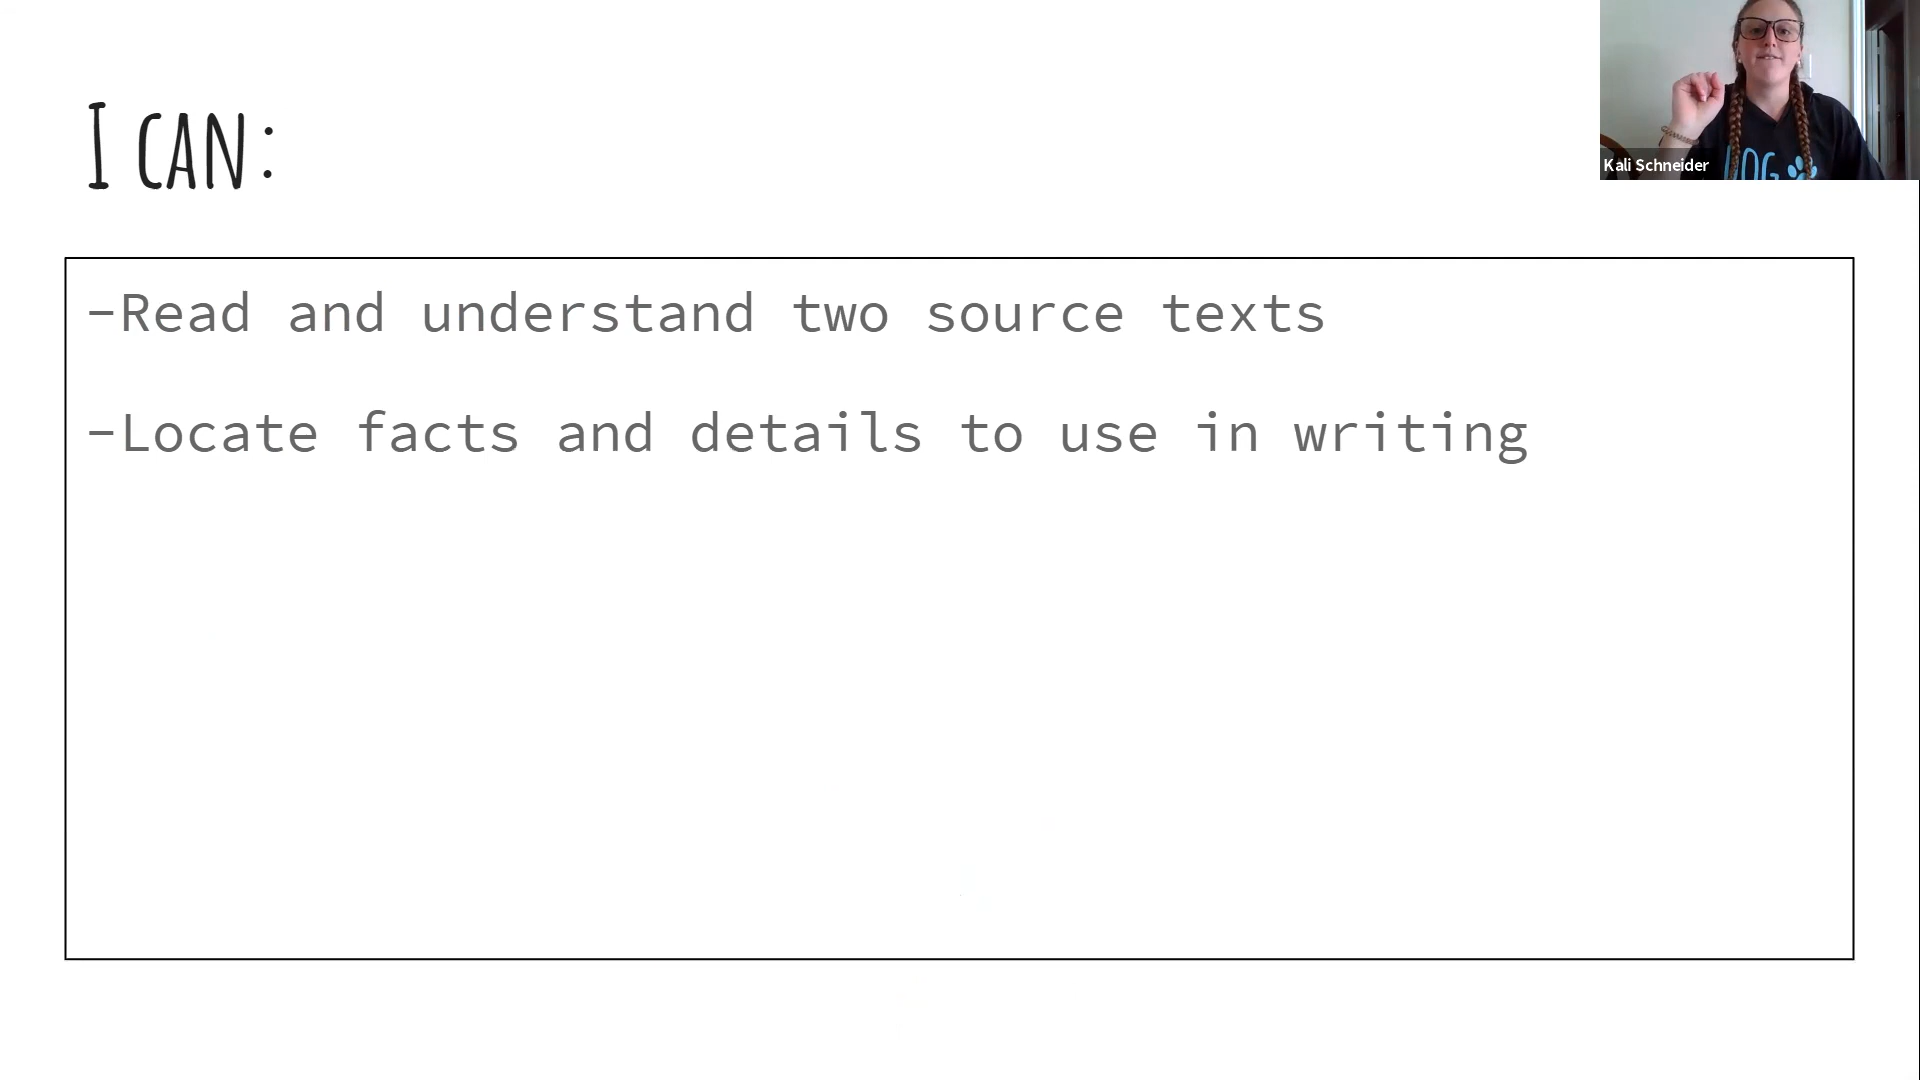 I can:
Kali Schneider
-Read and understand two source texts
-Locate facts and details to use in writing